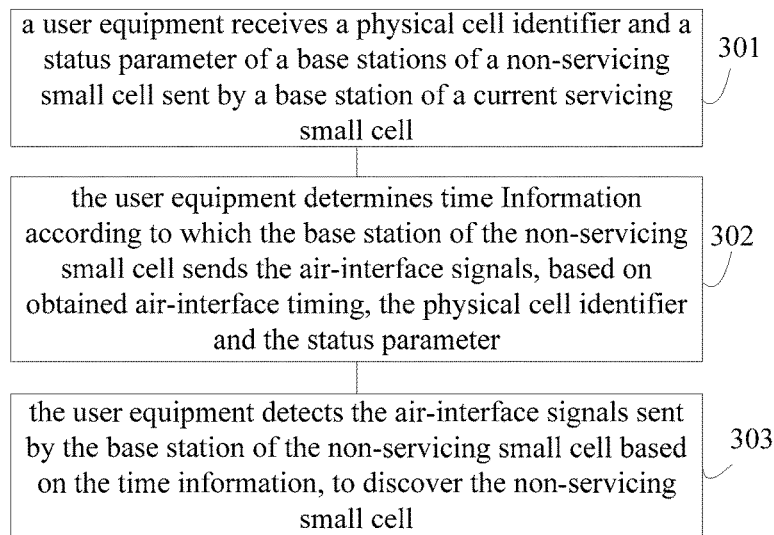 a user equipment receives a physical cell identifier and a
status parameter of a base stations of a non-servicing
small cell sent by a base station of a current servicing
small cell
301
the user equipment determines time Information
according to which the base station of the non-servicing
small cell sends the air-interface signals, based on
obtained air-interface timing, the physical cell identifier
and the status parameter
302
the user equipment detects the air-interface signals sent
by the base station of the non-servicing small cell based
on the time information, to discover the non-servicing
small cell
303